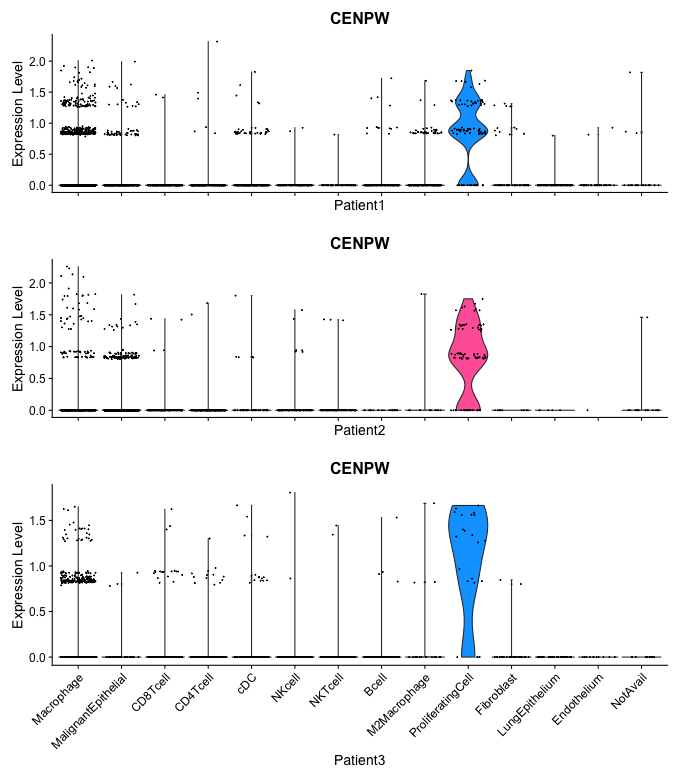 CENPW
Expression Level
2.0
1.5
1.0
0.5
0.0
Patient1
CENPW
Expression Level
2.0
1.5
1.0
0.5
0.0
Patient2
CENPW
Expression Level
1.5
1.0
0.5
0.0
Macrophage
MalignantEpithelial
CD8Tcell
CD4Tcell
cDC
NKcell
NKTcell
Bcell
M2Macrophage
ProliferatingCell
Fibroblast
LungEpithelium
Endothelium
NotAvail
Patient3